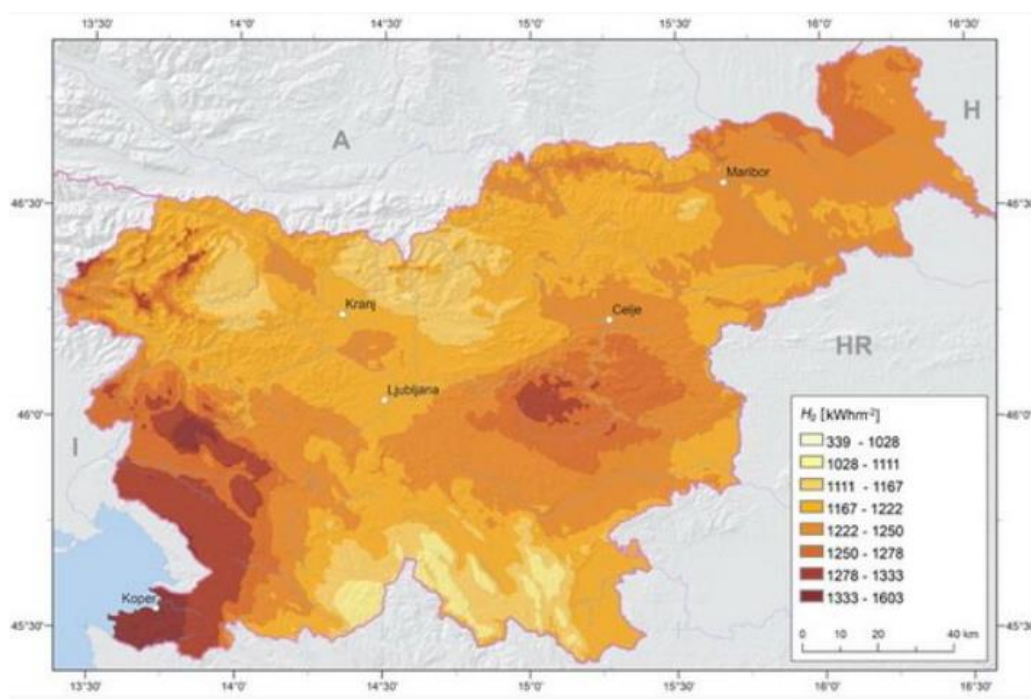 13°30' 14°0' 14°30' 15°0' 15°30' 16°0' 16°30'
A
H
Maribor
46°30' 46°30'
Kranj
Celje
HR
Ljubljana
46°0' 46°0'
I
H₀ [kWhm⁻²]
339 - 1028
1028 - 1111
1111 - 1167
1167 - 1222
1222 - 1250
1250 - 1278
1278 - 1333
1333 - 1603
Koper
45°30' 45°30'
0 10 20 40 km
13°30' 14°0' 14°30' 15°0' 15°30' 16°0' 16°30'